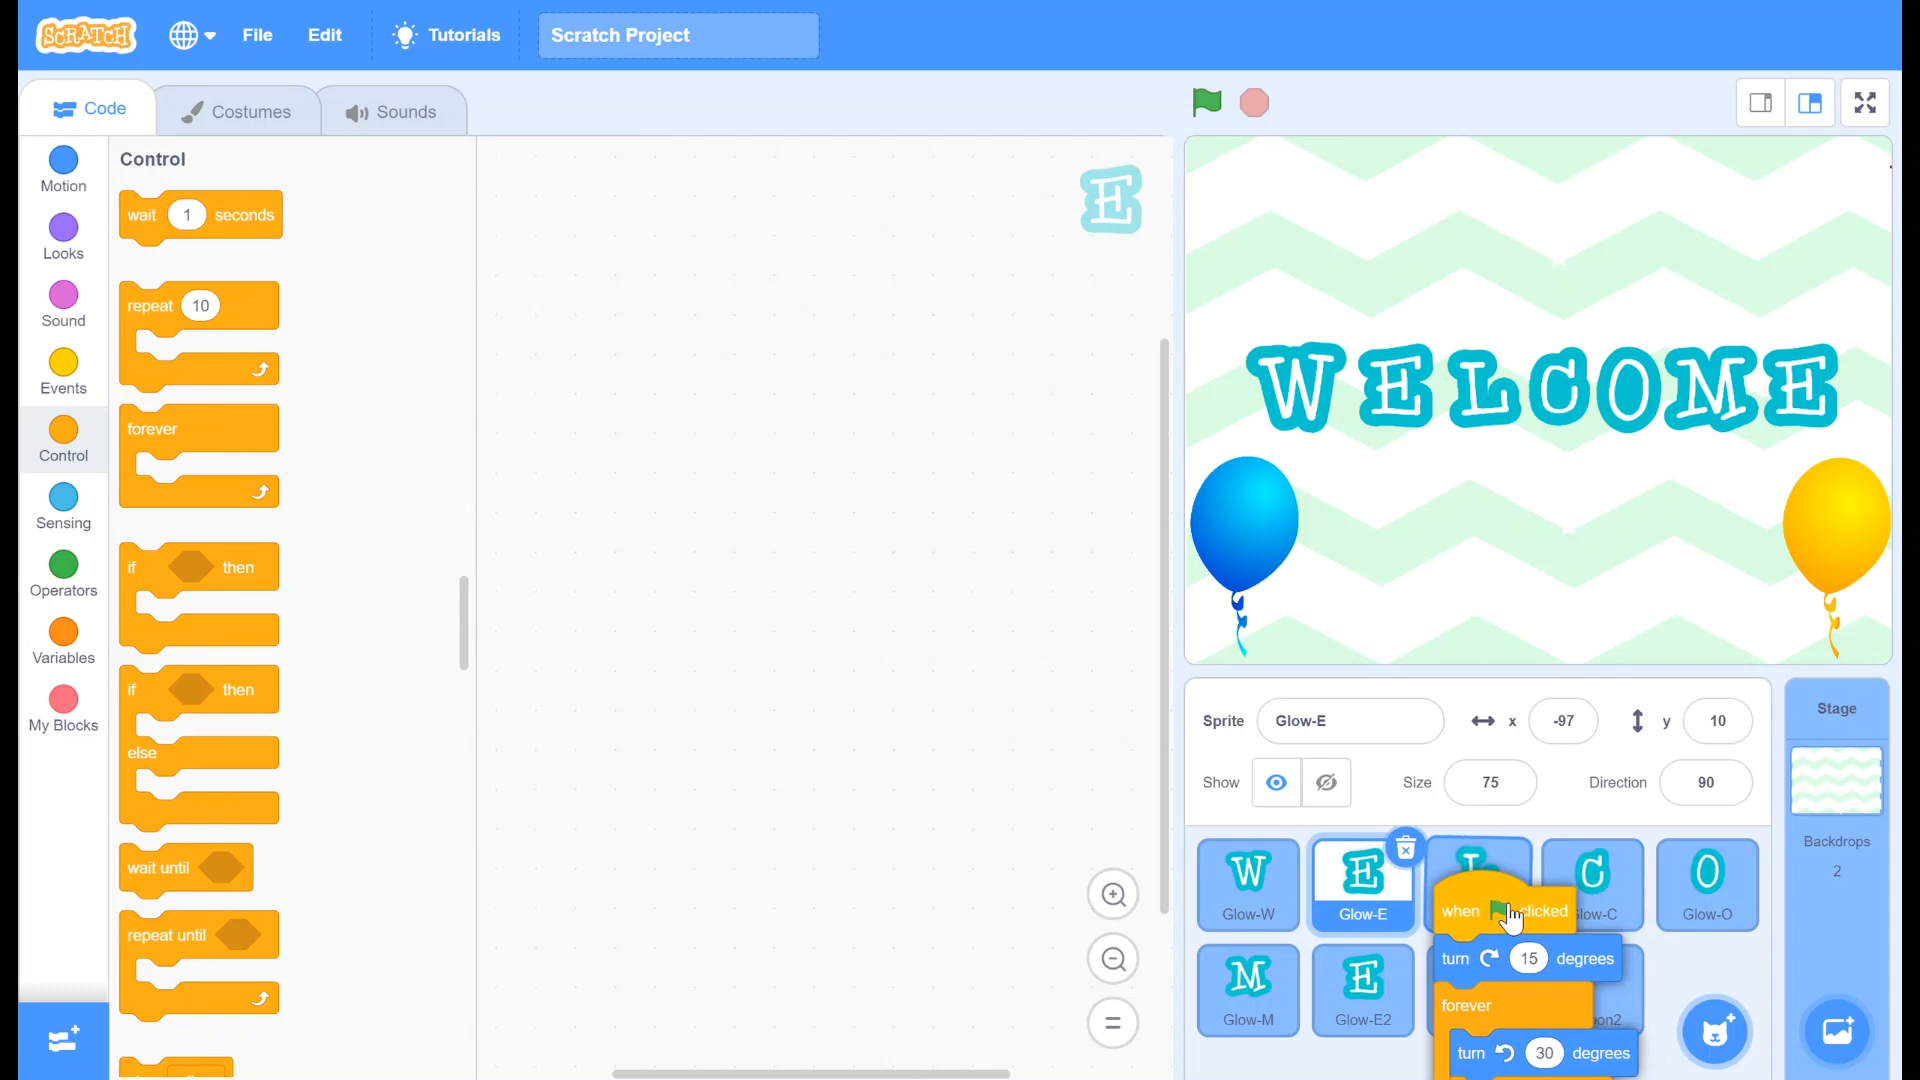 SCRATCH File Edit Tutorials Scratch Project
Code Costumes Sounds
Motion
Looks
Sound
Events
Control
Sensing
Operators
Variables
My Blocks
Control
wait 1 seconds
repeat 10
forever
if then
if then
else
wait until
repeat until
E
WELCOME
Sprite Glow-E x -97 y 10
Show Size 75 Direction 90
W E L C O
Glow-W Glow-E Glow-C Glow-O
M E
Glow-M Glow-E2 oon2
when clicked
turn 15 degrees
forever
turn 30 degrees
Stage
Backdrops
2